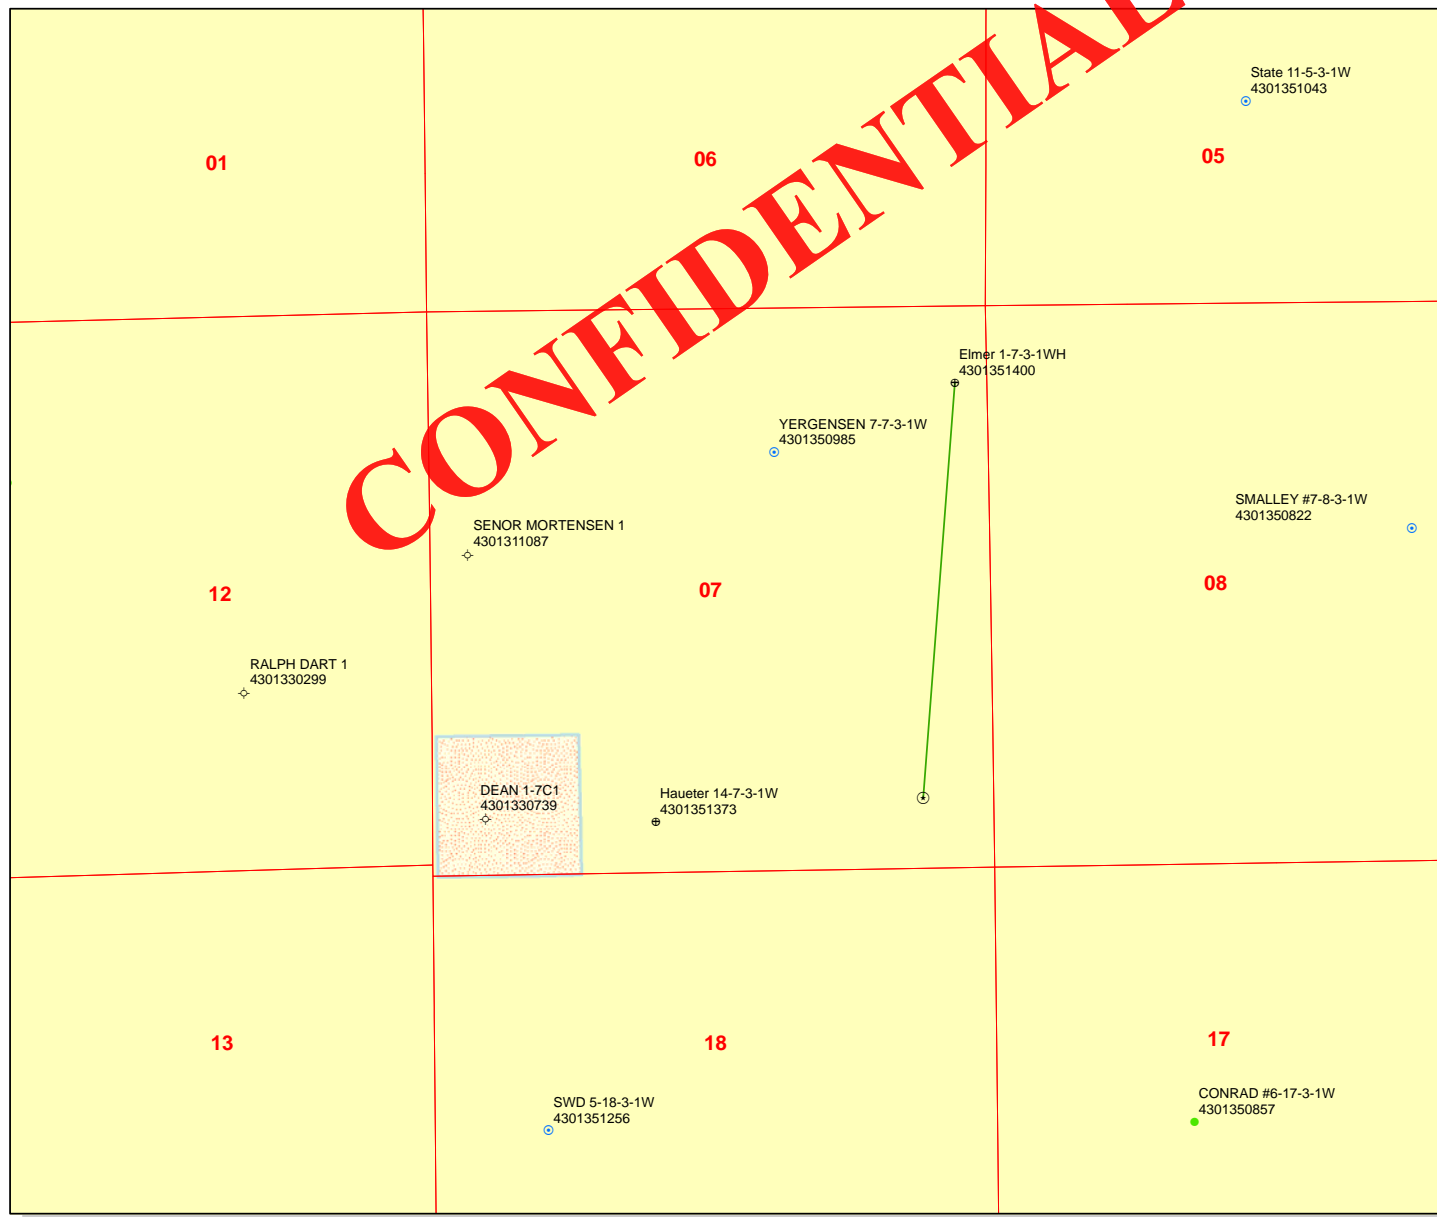 State 11-5-3-1W
4301351043
01
06
05
CONFIDENTIAL
Elmer 1-7-3-1WH
4301351400
YERGENSEN 7-7-3-1W
4301350985
SMALLEY #7-8-3-1W
4301350822
SENOR MORTENSEN 1
4301311087
12
07
08
RALPH DART 1
4301330299
DEAN 1-7C1
4301330739
Haueter 14-7-3-1W
4301351373
13
18
17
SWD 5-18-3-1W
4301351256
CONRAD #6-17-3-1W
4301350857